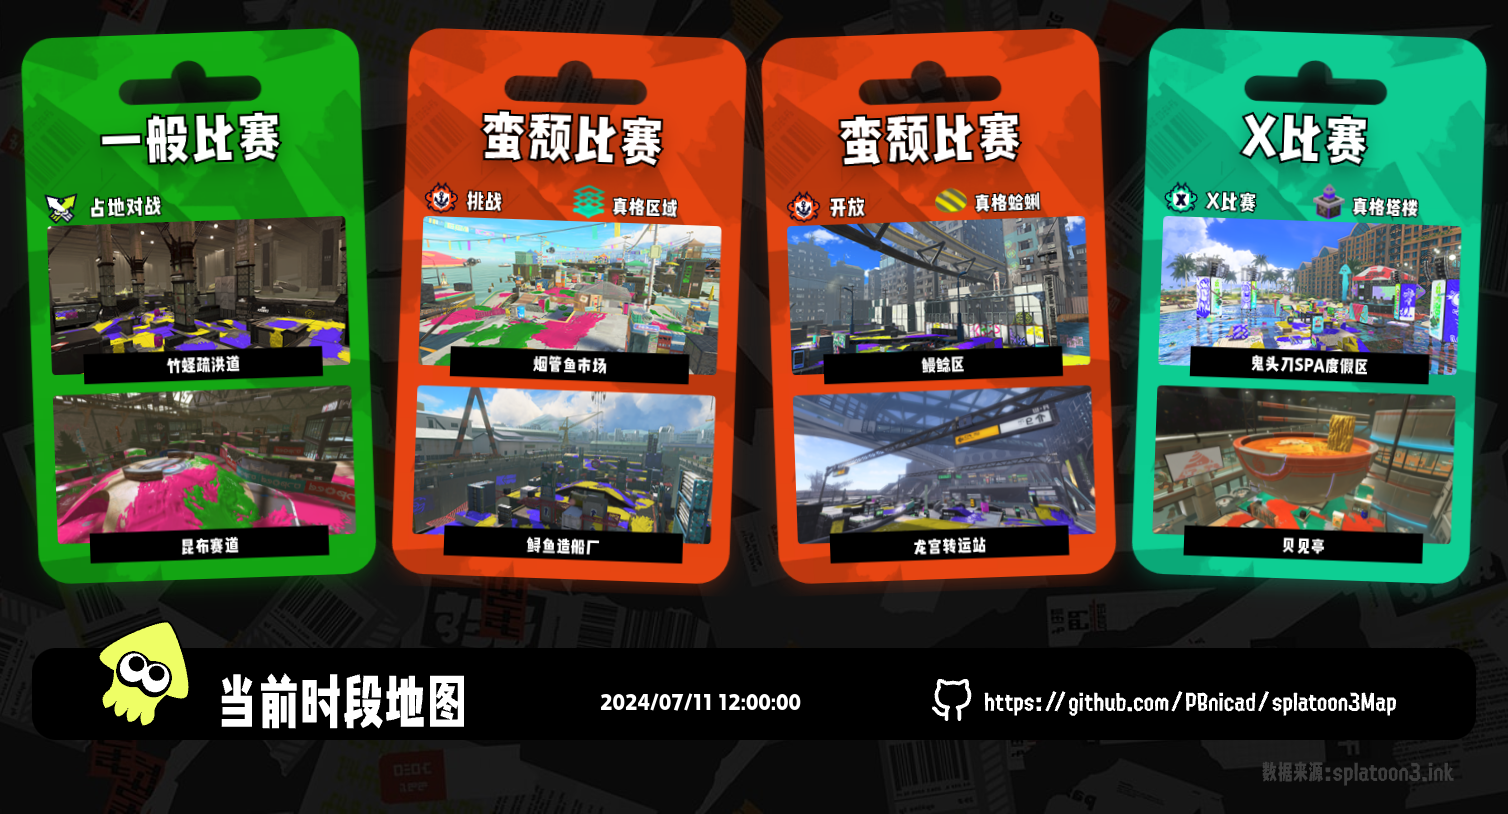 一般比赛
占地对战
竹蛏疏洪道
昆布赛道
蛮颓比赛
挑战
真格区域
烟管鱼市场
鲟鱼造船厂
蛮颓比赛
开放
真格蛤蜊
鳗鲶区
龙宫转运站
X比赛
X比赛
真格塔楼
鬼头刀SPA度假区
贝见亭
当前时段地图
2024/07/11 12:00:00
https://github.com/PBnicad/splatoon3Map
数据来源:splatoon3.ink